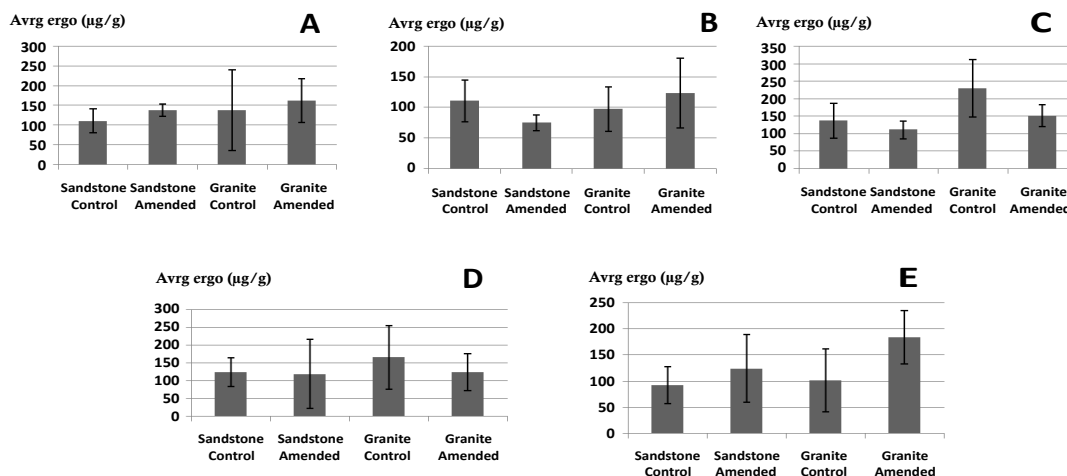 Avrg ergo (µg/g) A
300
250
200
150
100
50
0
Sandstone Sandstone Granite Granite
Control Amended Control Amended
Avrg ergo (µg/g) B
200
150
100
50
0
Sandstone Sandstone Granite Granite
Control Amended Control Amended
Avrg ergo (µg/g) C
350
300
250
200
150
100
50
0
Sandstone Sandstone Granite Granite
Control Amended Control Amended
Avrg ergo (µg/g) D
300
250
200
150
100
50
0
Sandstone Sandstone Granite Granite
Control Amended Control Amended
Avrg ergo (µg/g) E
250
200
150
100
50
0
Sandstone Sandstone Granite Granite
Control Amended Control Amended